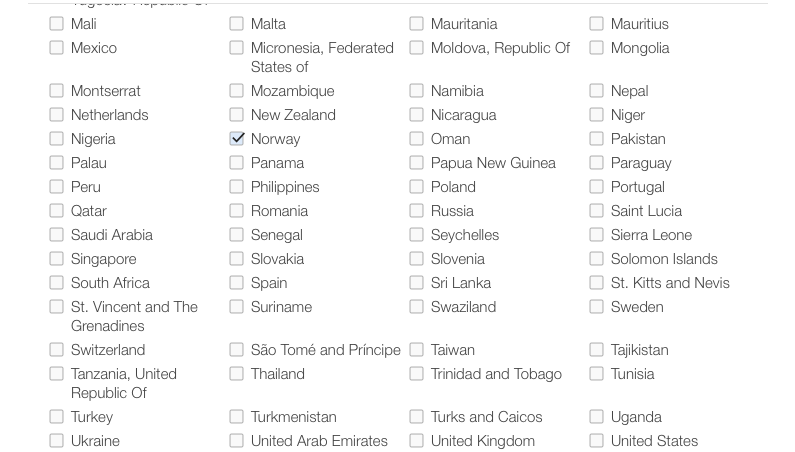 Mali Malta Mauritania Mauritius
Mexico Micronesia, Federated Moldova, Republic Of Mongolia
States of
Montserrat Mozambique Namibia Nepal
Netherlands New Zealand Nicaragua Niger
Nigeria Norway Oman Pakistan
Palau Panama Papua New Guinea Paraguay
Peru Philippines Poland Portugal
Qatar Romania Russia Saint Lucia
Saudi Arabia Senegal Seychelles Sierra Leone
Singapore Slovakia Slovenia Solomon Islands
South Africa Spain Sri Lanka St. Kitts and Nevis
St. Vincent and The Suriname Swaziland Sweden
Grenadines
Switzerland São Tomé and Príncipe Taiwan Tajikistan
Tanzania, United Thailand Trinidad and Tobago Tunisia
Republic Of
Turkey Turkmenistan Turks and Caicos Uganda
Ukraine United Arab Emirates United Kingdom United States